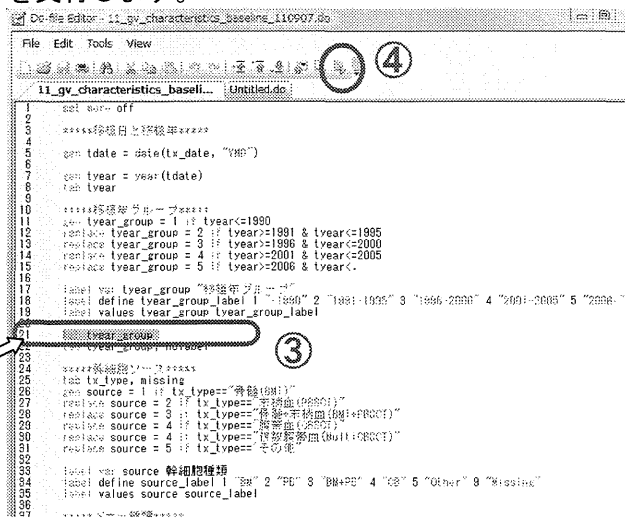 を実行します。
Do-file Editor - 11_gv_characteristics_baseline_110907.do
File Edit Tools View
④
11_gv_characteristics_baseli... Untitled.do
1 set more off
2
3 *****移植日と移植年*****
4
5 gen tdate = date(tx_date, "YMD")
6
7 gen tyear = year(tdate)
8 tab tyear
9
10 *****移植年グループ*****
11 gen tyear_group = 1 if tyear<=1990
12 replace tyear_group = 2 if tyear>=1991 & tyear<=1995
13 replace tyear_group = 3 if tyear>=1996 & tyear<=2000
14 replace tyear_group = 4 if tyear>=2001 & tyear<=2005
15 replace tyear_group = 5 if tyear>=2006 & tyear<.
16
17 label var tyear_group "移植年グループ"
18 label define tyear_group_label 1 "-1990" 2 "1991-1995" 3 "1996-2000" 4 "2001-2005" 5 "2006-"
19 label values tyear_group tyear_group_label
20
21 tab tyear_group
22 tab tyear_group, nolabel
③
23
24 *****幹細胞ソース*****
25 tab tx_type, missing
26 gen source = 1 if tx_type=="骨髄(BMT)"
27 replace source = 2 if tx_type=="末梢血(PBSCT)"
28 replace source = 3 if tx_type=="骨髄+末梢血(BMT+PBSCT)"
29 replace source = 4 if tx_type=="臍帯血(CBSCT)"
30 replace source = 4 if tx_type=="複数臍帯血(Multi CBSCT)"
31 replace source = 5 if tx_type=="その他"
32
33 label var source 幹細胞種類
34 label define source_label 1 "BM" 2 "PB" 3 "BM+PB" 4 "CB" 5 "Other" 9 "Missing"
35 label values source source_label
36
37